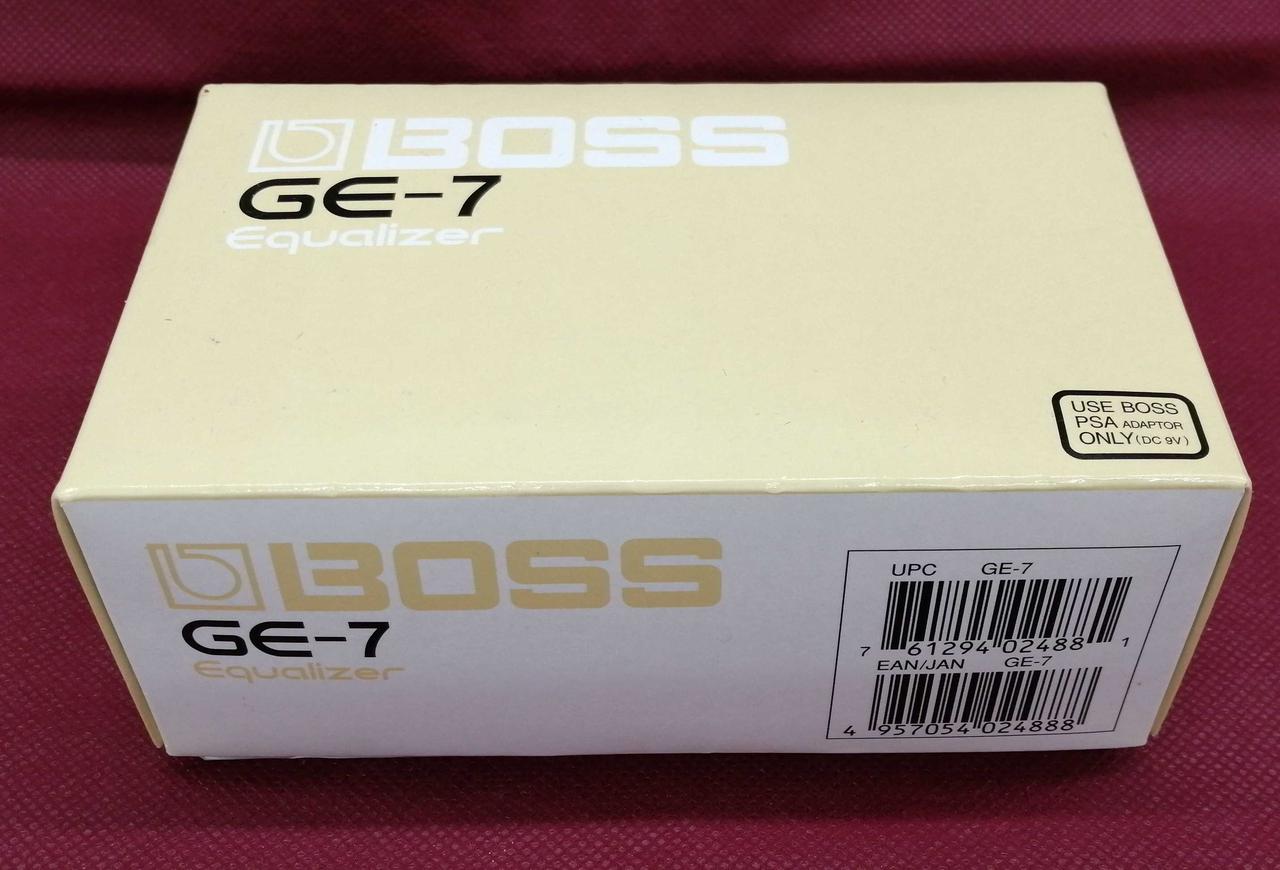 BOSS
GE-7
Equalizer
USE BOSS
PSA ADAPTOR
ONLY (DC 9V)
BOSS
GE-7
Equalizer
UPC GE-7
7 61294 02488 1
EAN/JAN GE-7
4 957054 024888